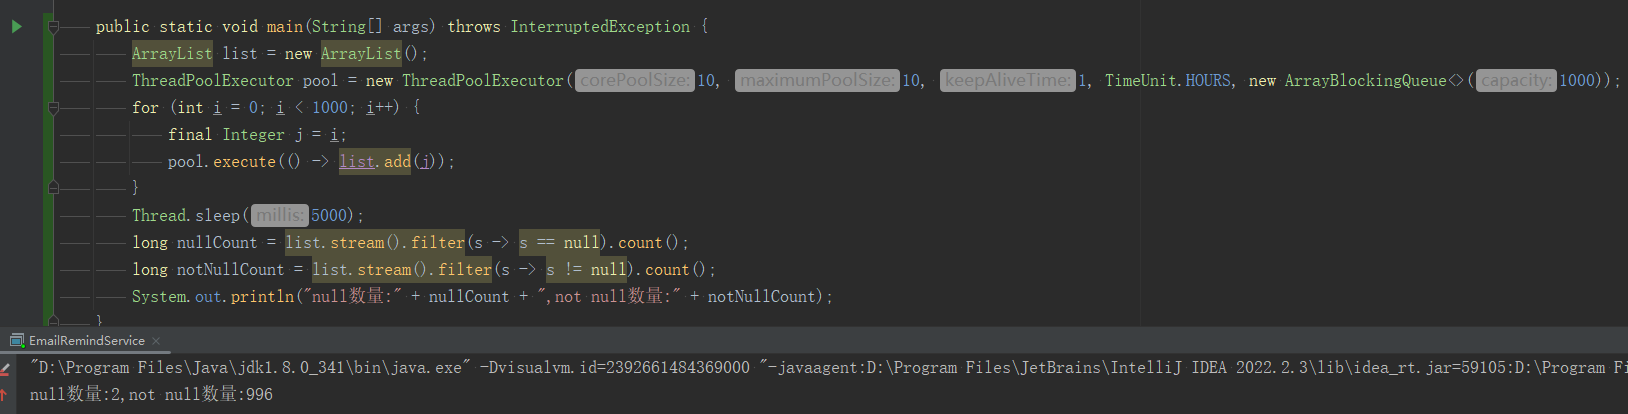 public static void main(String[] args) throws InterruptedException {
ArrayList list = new ArrayList();
ThreadPoolExecutor pool = new ThreadPoolExecutor( corePoolSize: 10, maximumPoolSize: 10, keepAliveTime: 1, TimeUnit.HOURS, new ArrayBlockingQueue<>( capacity: 1000));
for (int i = 0; i < 1000; i++) {
final Integer j = i;
pool.execute(() -> list.add(j));
}
Thread.sleep( millis: 5000);
long nullCount = list.stream().filter(s -> s == null).count();
long notNullCount = list.stream().filter(s -> s != null).count();
System.out.println("null数量:" + nullCount + ",not null数量:" + notNullCount);
}
EmailRemindService ×
"D:\Program Files\Java\jdk1.8.0_341\bin\java.exe" -Dvisualvm.id=2392661484369000 "-javaagent:D:\Program Files\JetBrains\IntelliJ IDEA 2022.2.3\lib\idea_rt.jar=59105:D:\Program Fi
null数量:2,not null数量:996